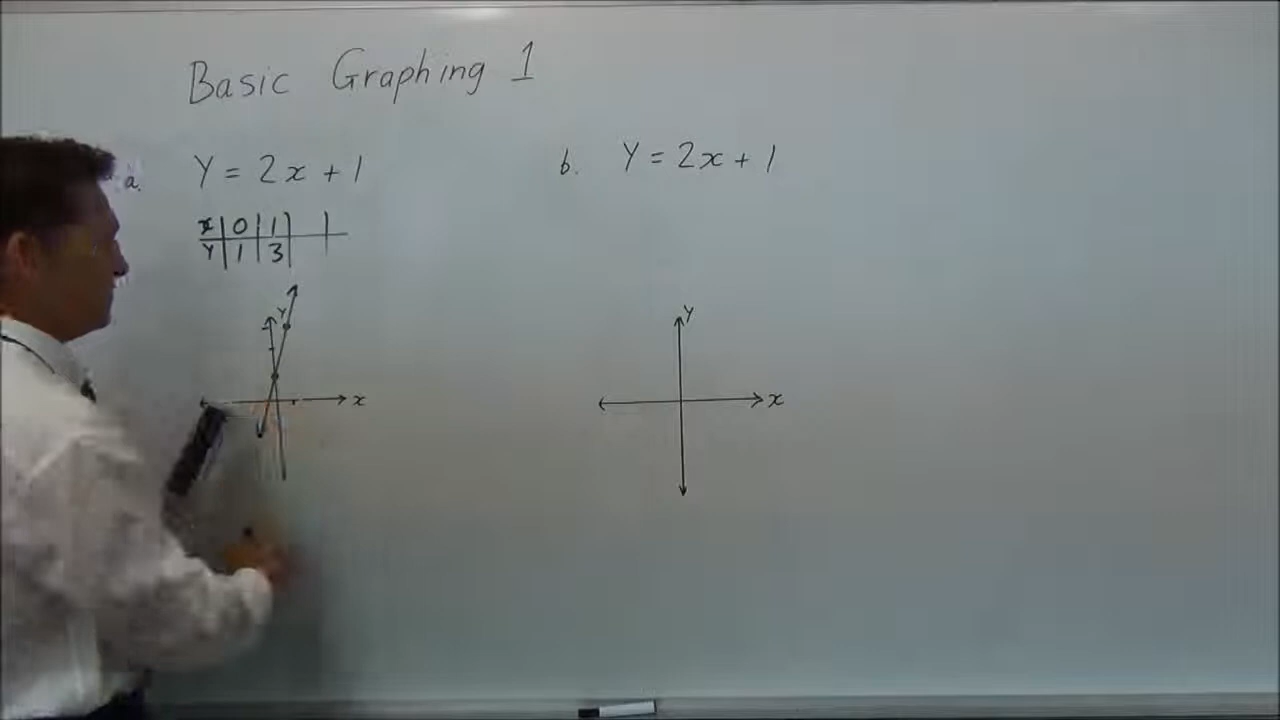 Basic Graphing 1
a. Y = 2x + 1
x | 0 | 1 |
Y | 1 | 3 |
Y
x
b. Y = 2x + 1
Y
x